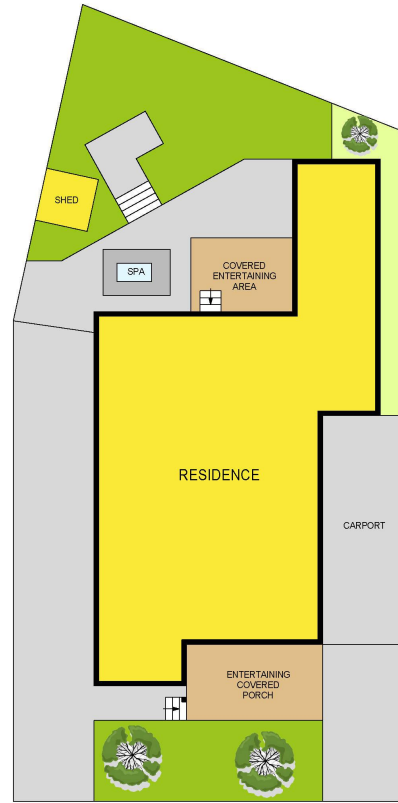 SHED
COVERED
ENTERTAINING
AREA
SPA
RESIDENCE
CARPORT
ENTERTAINING
COVERED
PORCH